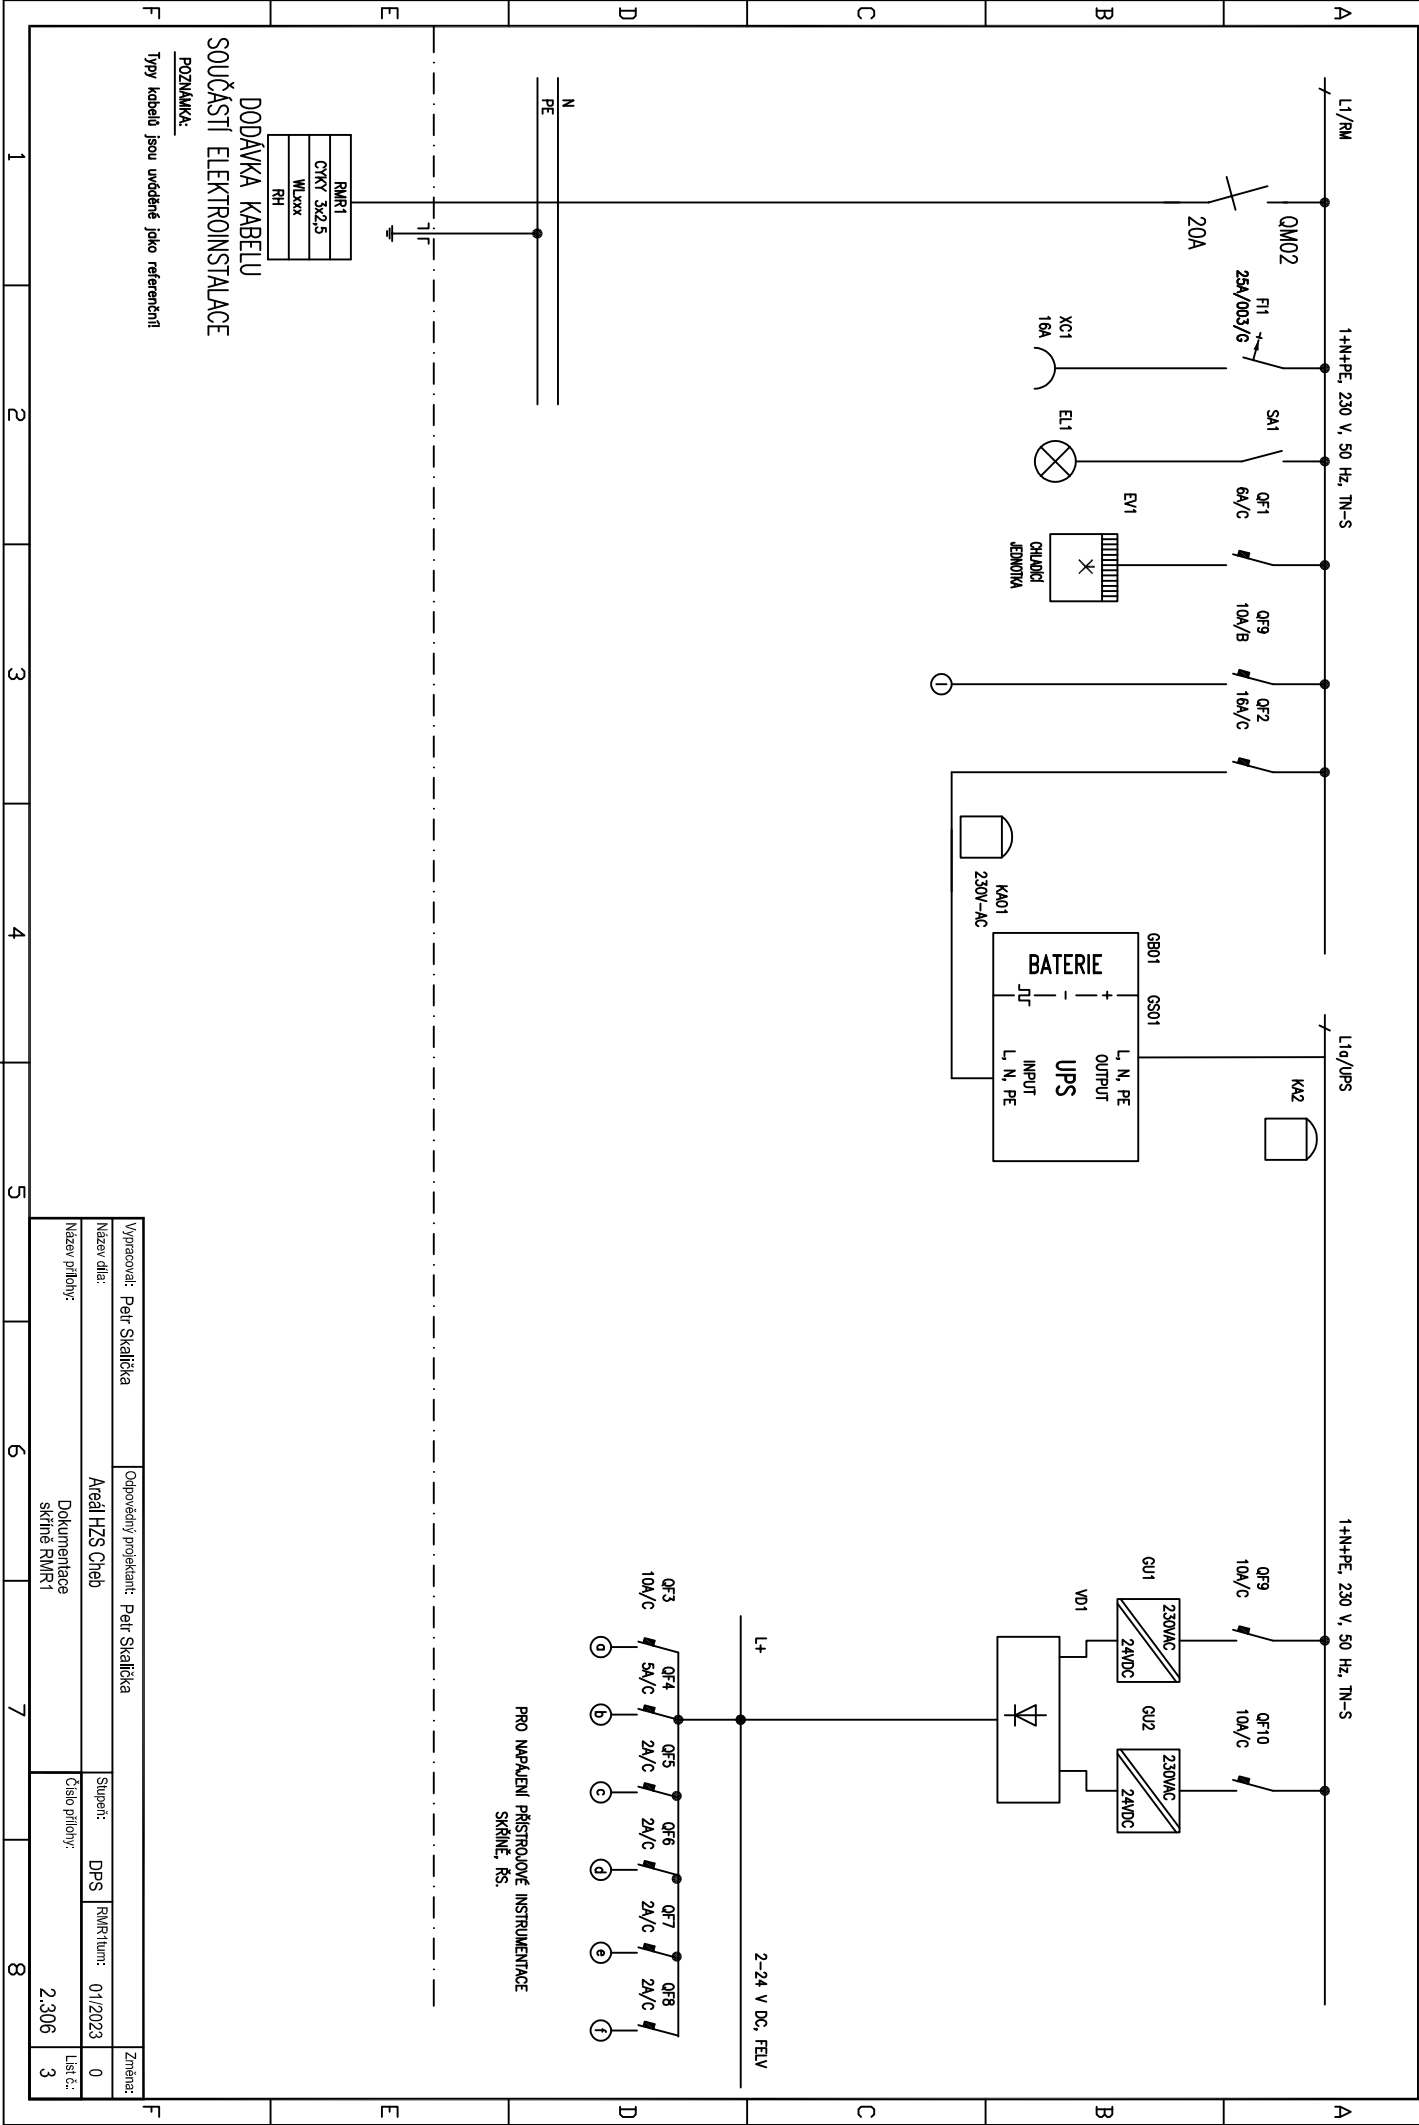 A
B
C
D
E
F
L1/RM
1+N+PE, 230 V, 50 Hz, TN-S
L1a/UPS
1+N+PE, 230 V, 50 Hz, TN-S
QM02
20A
FI1
25A/003/G
XC1
16A
SA1
EL1
QF1
6A/C
EV1
CHLADÍCÍ
JEDNOTKA
QF9
10A/B
I
QF2
16A/C
KA01
230V-AC
GB01
GS01
BATERIE
+
-
L, N, PE
OUTPUT
UPS
INPUT
L, N, PE
KA2
QF9
10A/C
QF10
10A/C
GU1
230VAC
24VDC
GU2
230VAC
24VDC
VD1
L+
2-24 V DC, FELV
QF3
10A/C
QF4
5A/C
QF5
2A/C
QF6
2A/C
QF7
2A/C
QF8
2A/C
a
b
c
d
e
f
PRO NAPÁJENÍ PŘÍSTROJOVÉ INSTRUMENTACE
SKŘÍNĚ, ŘS.
N
PE
RMR1
CYKY 3x2,5
WLxxx
RH
DODÁVKA KABELU
SOUČÁSTÍ ELEKTROINSTALACE
POZNÁMKA:
Typy kabelů jsou uváděné jako referenční!
Vypracoval: Petr Skalička
Odpovědný projektant: Petr Skalička
Změna:
Název díla:
Areál HZS Cheb
Stupeň: DPS
RMR1tum: 01/2023
0
Název přílohy:
Dokumentace
skříně RMR1
Číslo přílohy:
2.306
List č.:
3
1
2
3
4
5
6
7
8
A
B
C
D
E
F